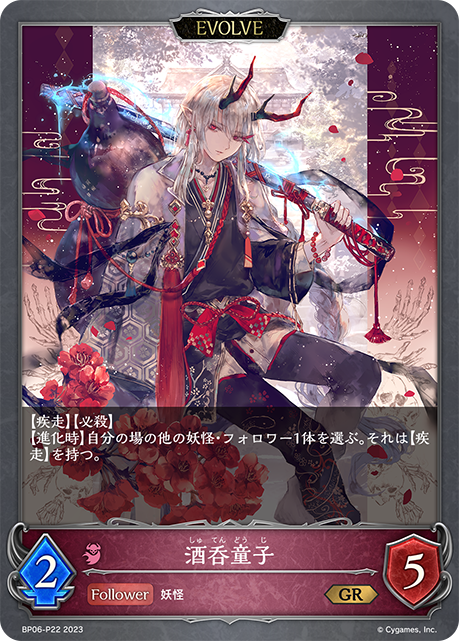 EVOLVE
【疾走】【必殺】
【進化時】自分の場の他の妖怪・フォロワー1体を選ぶ。それは【疾
走】を持つ。
しゅ てん どう じ
酒呑童子
2
Follower 妖怪
GR
5
BP06-P22 2023
© Cygames, Inc.